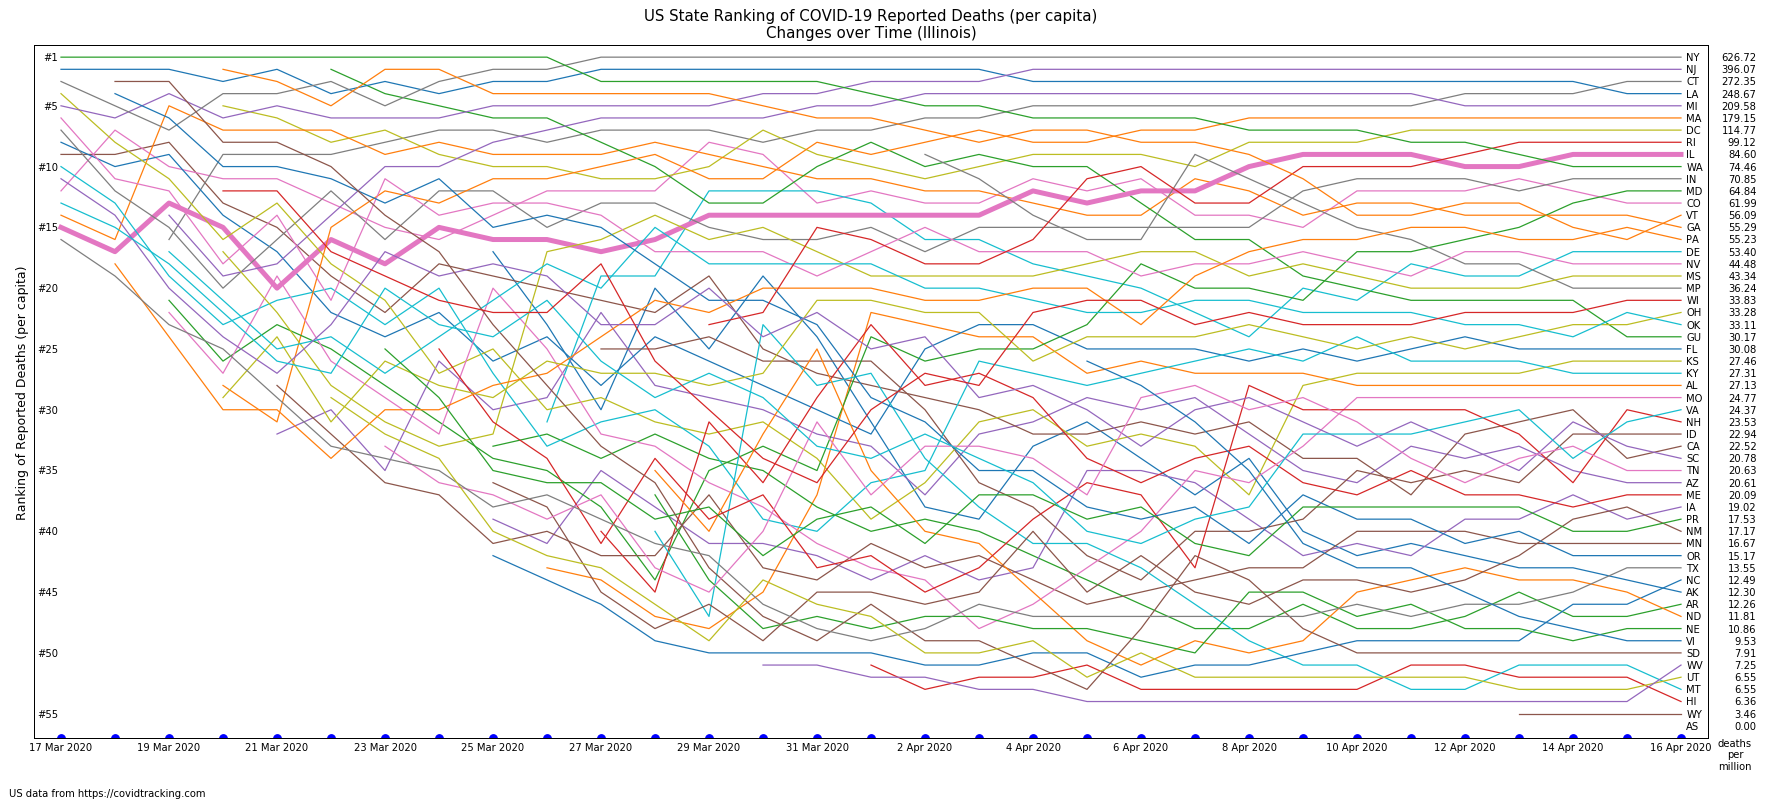 US State Ranking of COVID-19 Reported Deaths (per capita)
Changes over Time (Illinois)
Ranking of Reported Deaths (per capita)
#1
#5
#10
#15
#20
#25
#30
#35
#40
#45
#50
#55
NY 626.72
NJ 396.07
CT 272.35
LA 248.67
MI 209.58
MA 179.15
DC 114.77
RI 99.12
IL 84.60
WA 74.46
IN 70.85
MD 64.84
CO 61.99
VT 56.09
GA 55.29
PA 55.23
DE 53.40
NV 44.48
MS 43.34
MP 36.24
WI 33.83
OH 33.28
OK 33.11
GU 30.17
FL 30.08
KS 27.46
KY 27.31
AL 27.13
MO 24.77
VA 24.37
NH 23.53
ID 22.94
CA 22.52
SC 20.78
TN 20.63
AZ 20.61
ME 20.09
IA 19.02
PR 17.53
NM 17.17
MN 16.67
OR 15.17
TX 13.55
NC 12.49
AK 12.30
AR 12.26
ND 11.81
NE 10.86
VI 9.53
SD 7.91
WV 7.25
UT 6.55
MT 6.55
HI 6.36
WY 3.46
AS 0.00
17 Mar 2020 19 Mar 2020 21 Mar 2020 23 Mar 2020 25 Mar 2020 27 Mar 2020 29 Mar 2020 31 Mar 2020 2 Apr 2020 4 Apr 2020 6 Apr 2020 8 Apr 2020 10 Apr 2020 12 Apr 2020 14 Apr 2020 16 Apr 2020
deaths
per
million
US data from https://covidtracking.com